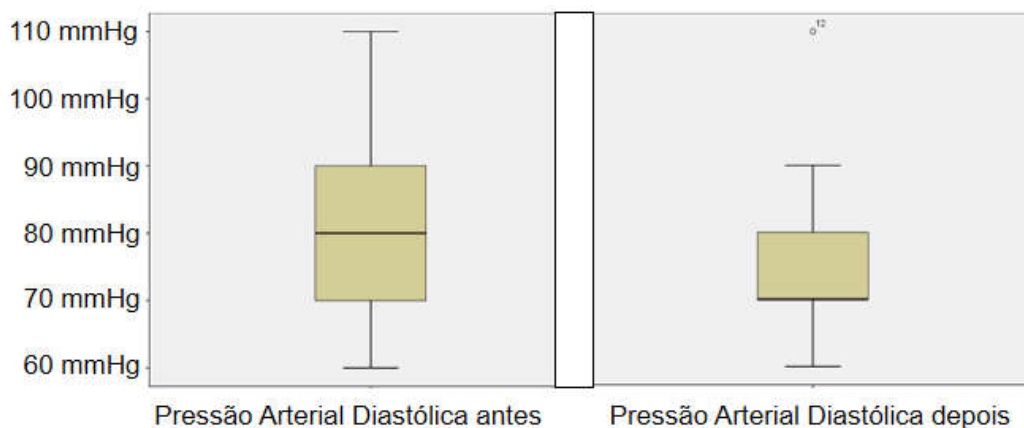 110 mmHg
100 mmHg
90 mmHg
80 mmHg
70 mmHg
60 mmHg
12
Pressão Arterial Diastólica antes
Pressão Arterial Diastólica depois